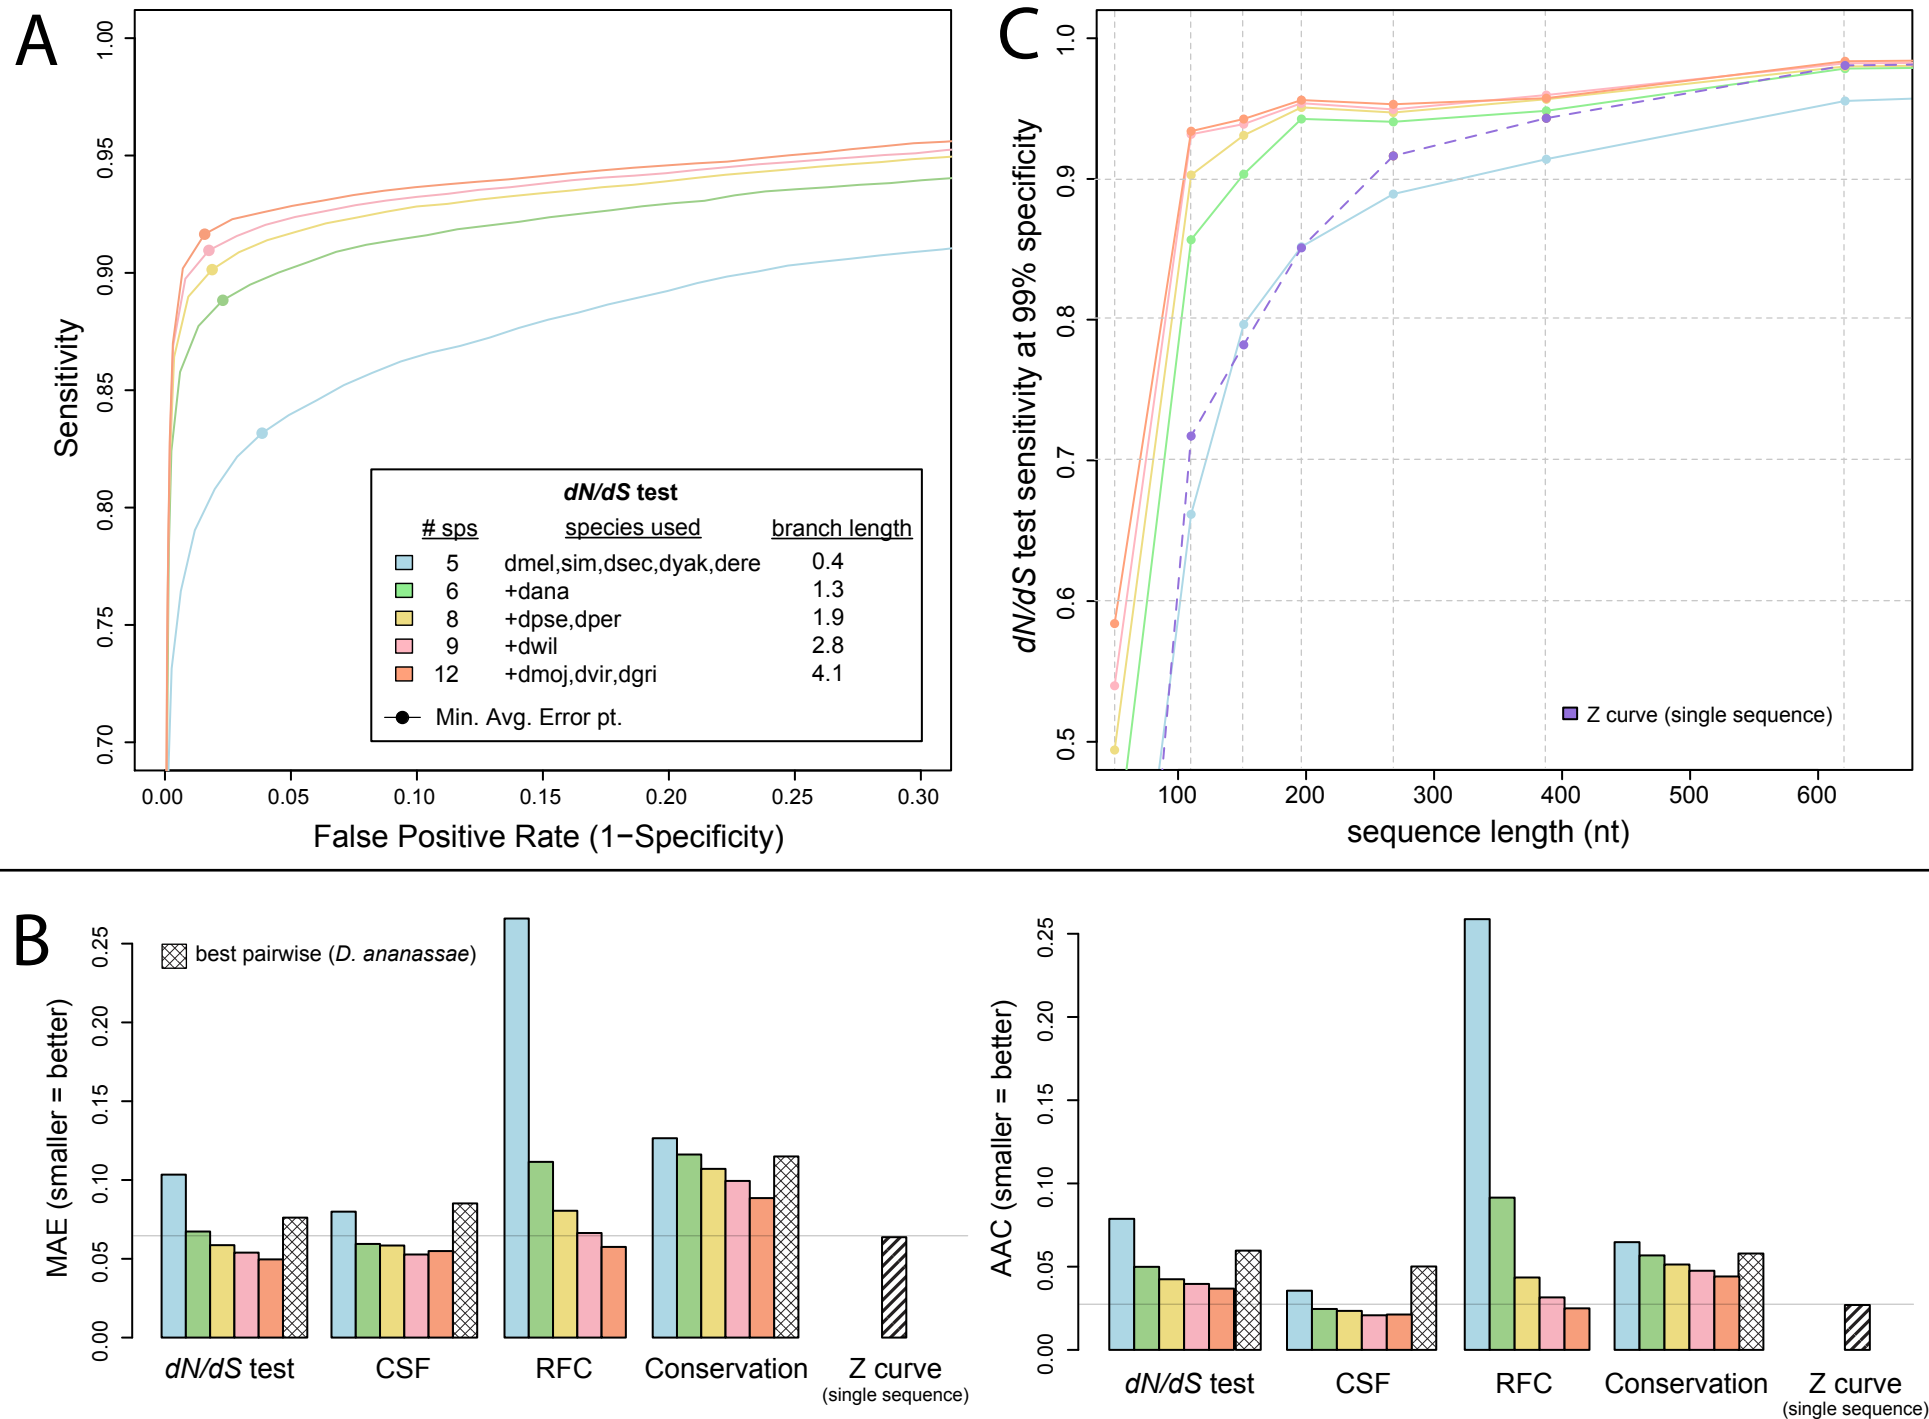 A
1.00
0.95
0.90
0.85
0.80
0.75
0.70
Sensitivity
0.00 0.05 0.10 0.15 0.20 0.25 0.30
False Positive Rate (1−Specificity)
dN/dS test
# sps species used branch length
5 dmel,sim,dsec,dyak,dere 0.4
6 +dana 1.3
8 +dpse,dper 1.9
9 +dwil 2.8
12 +dmoj,dvir,dgri 4.1
Min. Avg. Error pt.
C
1.0
0.9
0.8
0.7
0.6
0.5
dN/dS test sensitivity at 99% specificity
Z curve (single sequence)
100 200 300 400 500 600
sequence length (nt)
B
0.25
0.20
0.15
0.10
0.05
0.00
MAE (smaller = better)
best pairwise (D. ananassae)
dN/dS test CSF RFC Conservation Z curve
(single sequence)
0.25
0.20
0.15
0.10
0.05
0.00
AAC (smaller = better)
dN/dS test CSF RFC Conservation Z curve
(single sequence)